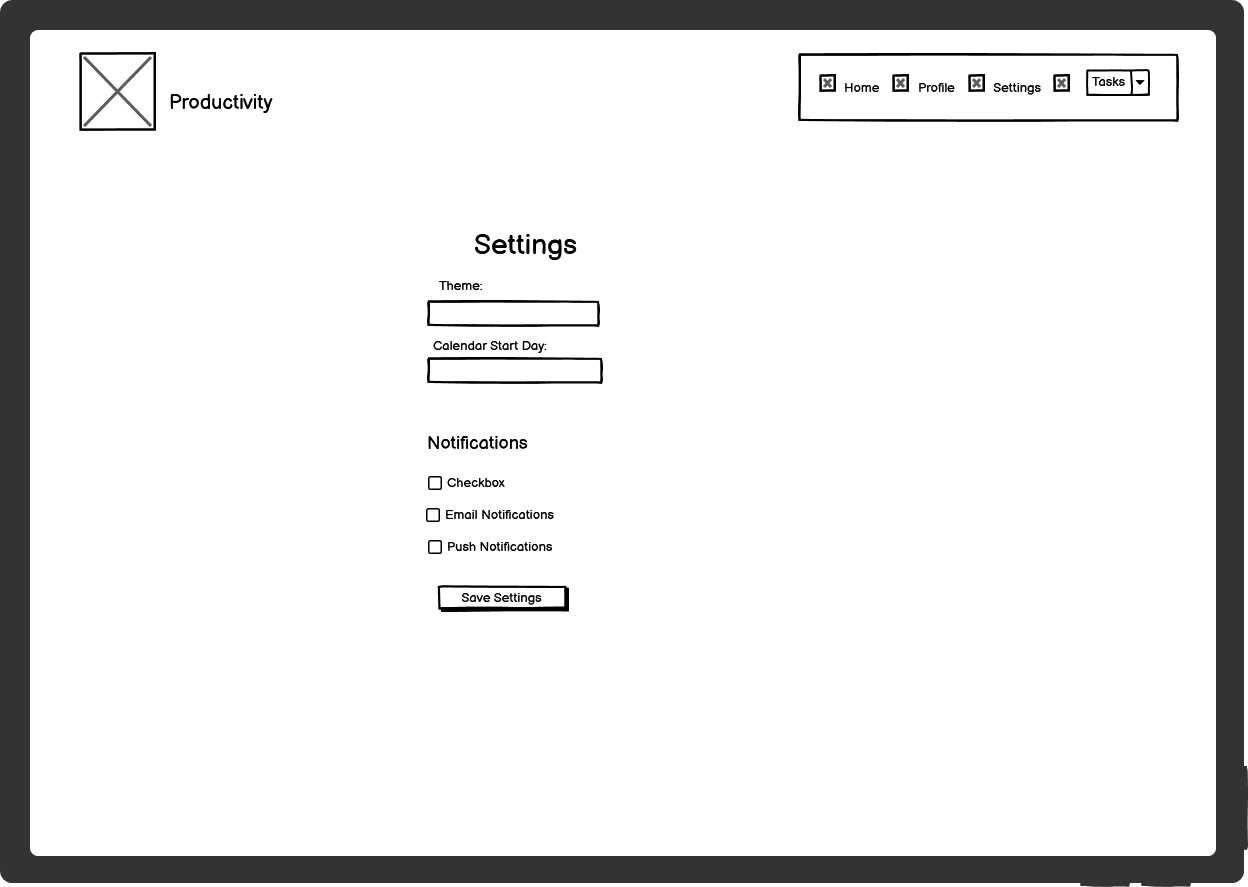 Productivity
Home Profile Settings Tasks
Settings
Theme:
Calendar Start Day:
Notifications
Checkbox
Email Notifications
Push Notifications
Save Settings